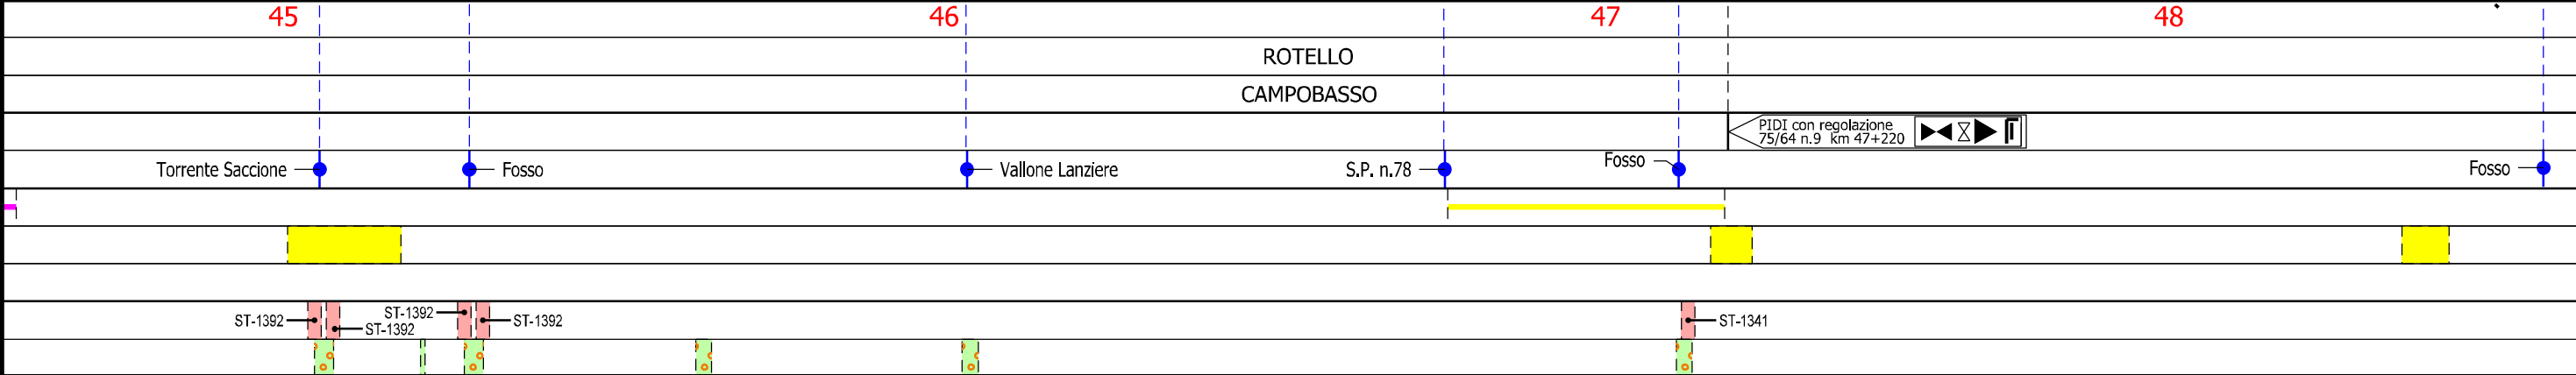 45 46 47 48
ROTELLO
CAMPOBASSO
PIDI con regolazione
75/64 n.9 km 47+220
Torrente Saccione Fosso Vallone Lanziere S.P. n.78 Fosso Fosso
ST-1392 ST-1392 ST-1392 ST-1392 ST-1341